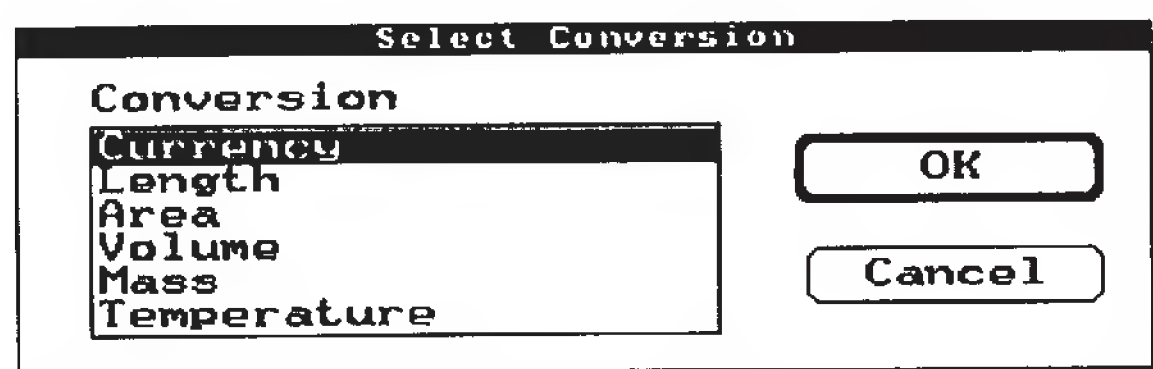 Select Conversion
Conversion
Currency
Length
Area
Volume
Mass
Temperature
OK
Cancel